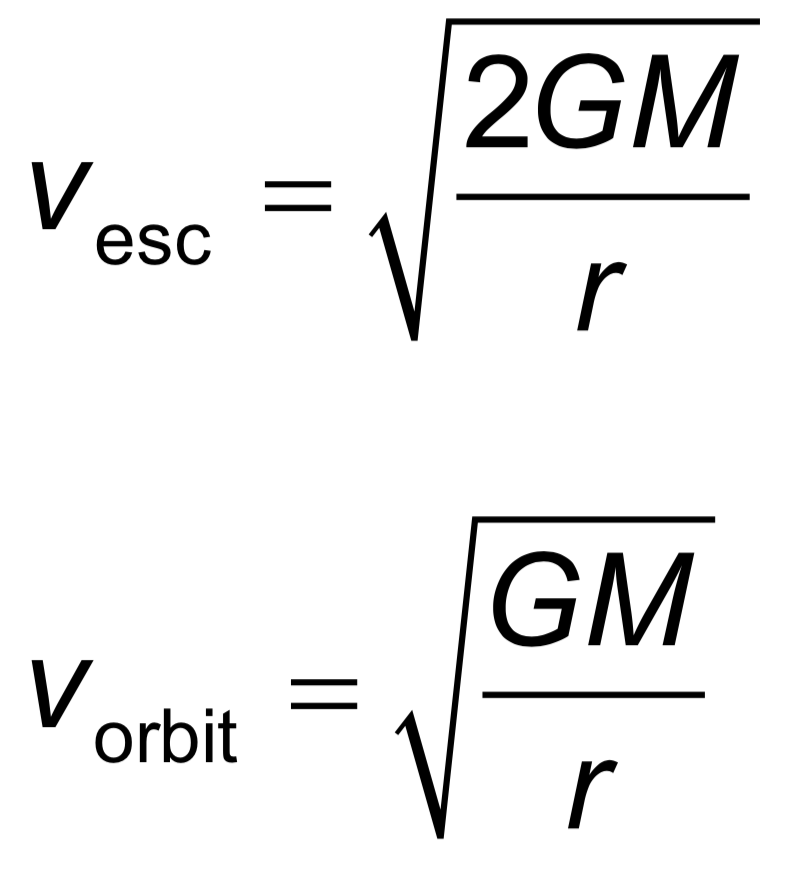 v_esc = √(2GM/r)
v_orbit = √(GM/r)